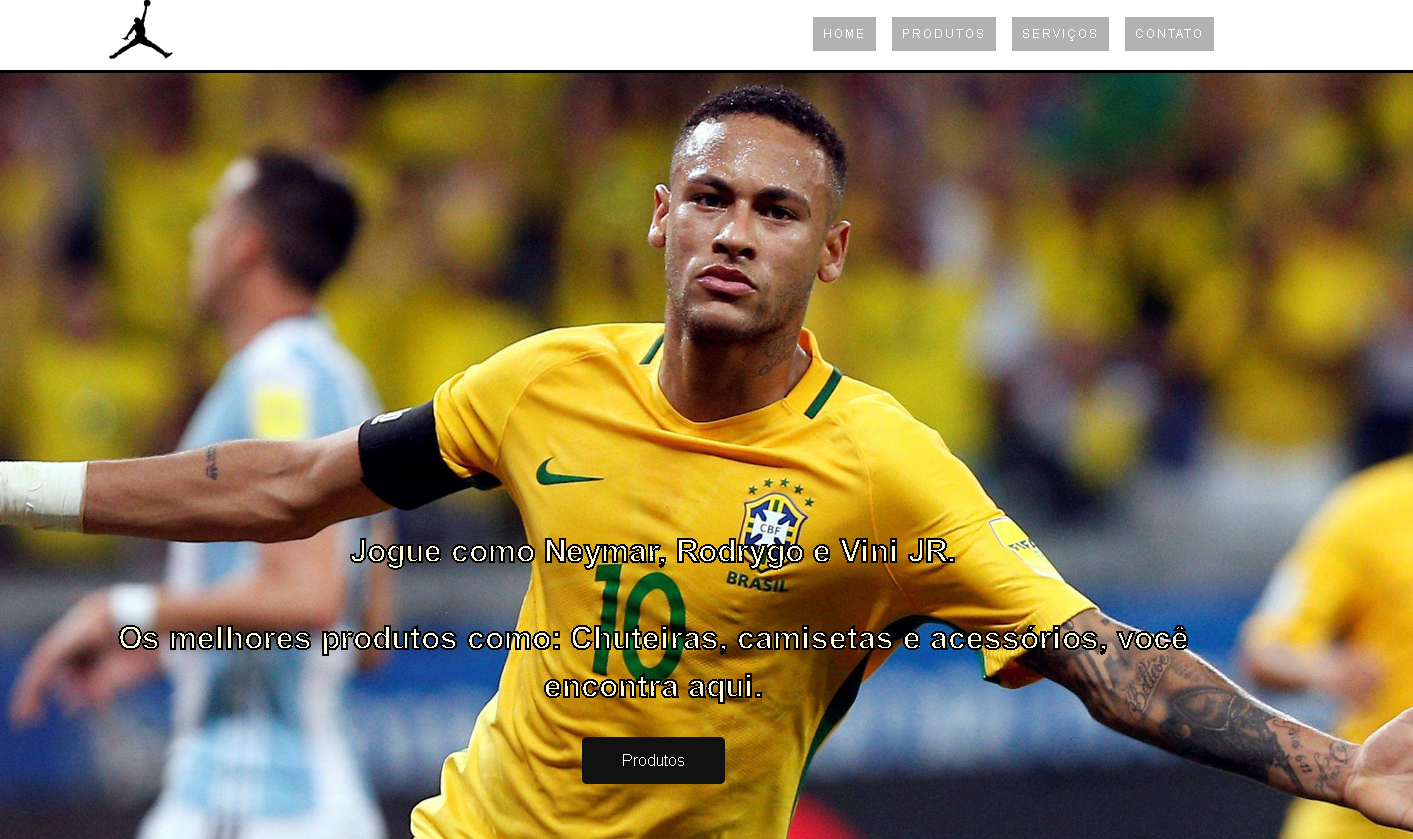 HOME PRODUTOS SERVIÇOS CONTATO
CBF
BRASIL
10
Jogue como Neymar, Rodrygo e Vini JR.
Os melhores produtos como: Chuteiras, camisetas e acessórios, você
encontra aqui.
Believe
Produtos